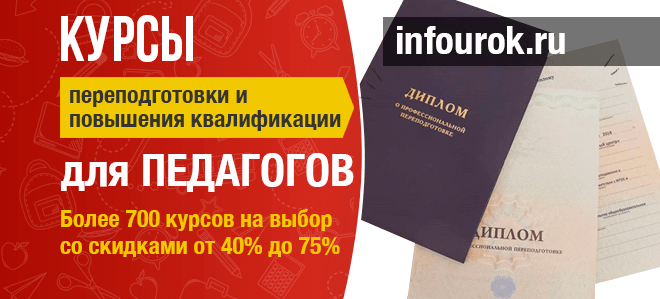 КУРСЫ
переподготовки и
повышения квалификации
для ПЕДАГОГОВ
Более 700 курсов на выбор
со скидками от 40% до 75%
infourok.ru
ДИПЛОМ
О ПРОФЕССИОНАЛЬНОЙ
ПЕРЕПОДГОТОВКЕ
ДИПЛОМ